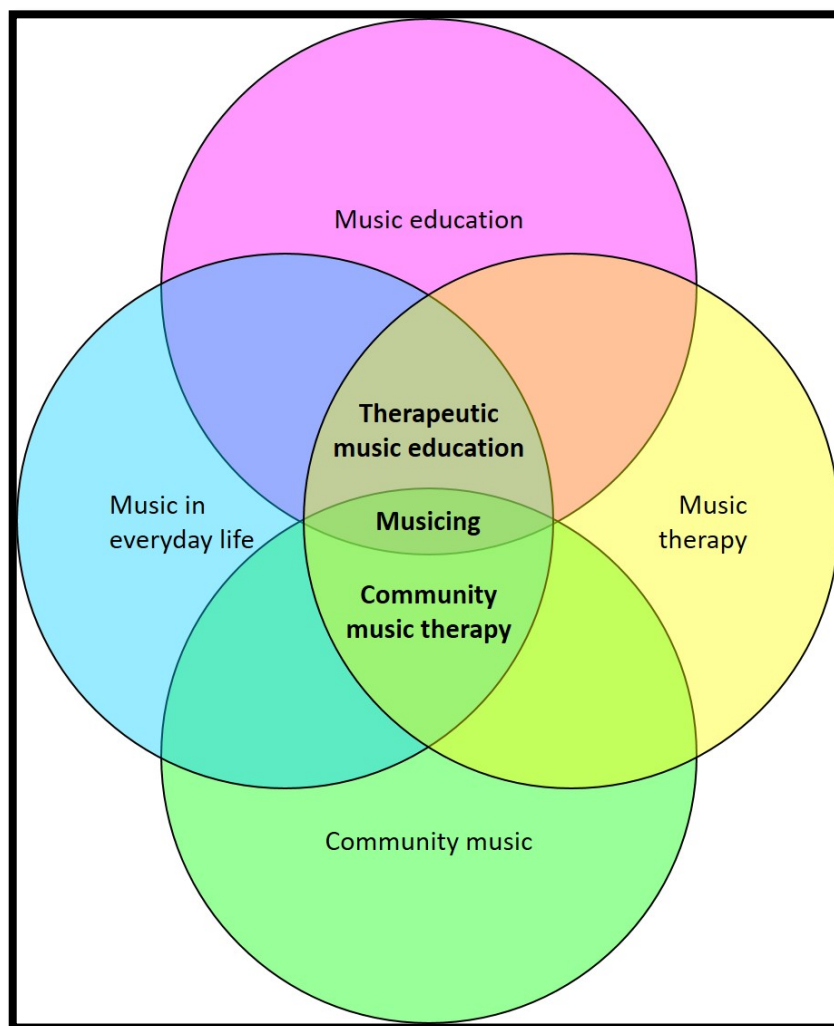 Music education
Therapeutic
music education
Music in
everyday life
Musicing
Music
therapy
Community
music therapy
Community music